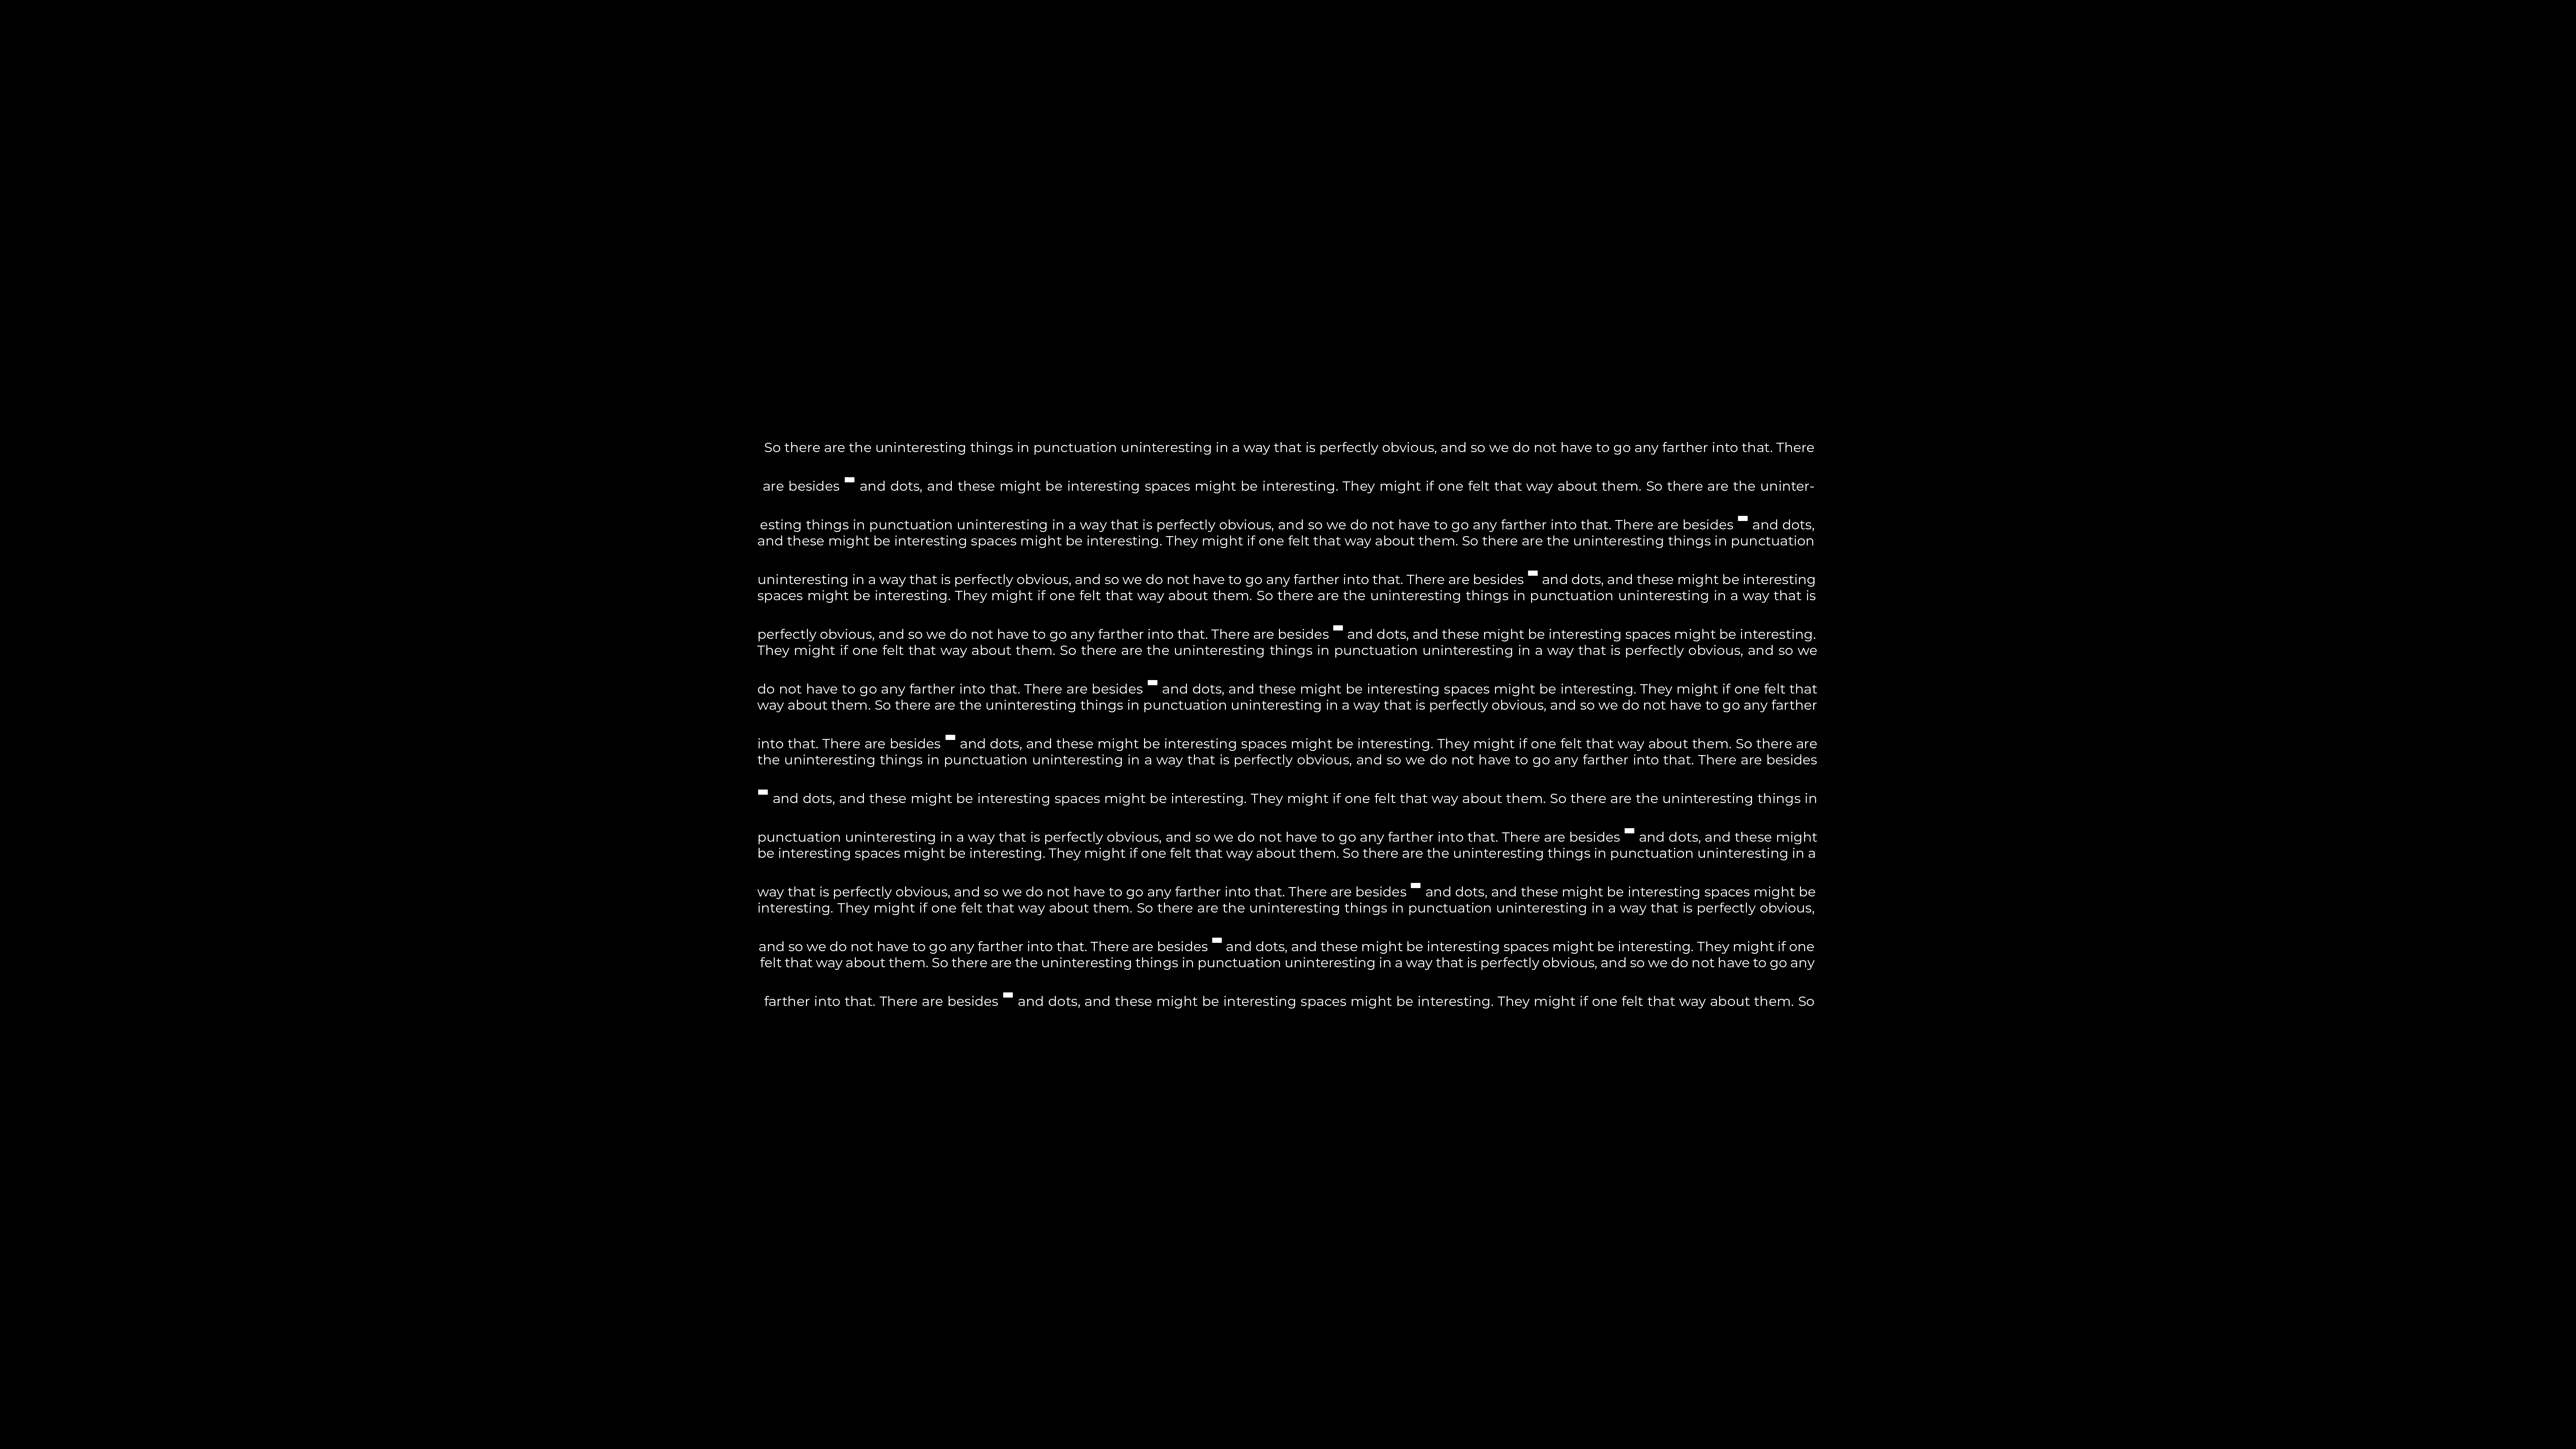 So there are the uninteresting things in punctuation uninteresting in a way that is perfectly obvious, and so we do not have to go any farther into that. There
are besides - and dots, and these might be interesting spaces might be interesting. They might if one felt that way about them. So there are the uninter-
esting things in punctuation uninteresting in a way that is perfectly obvious, and so we do not have to go any farther into that. There are besides - and dots,
and these might be interesting spaces might be interesting. They might if one felt that way about them. So there are the uninteresting things in punctuation
uninteresting in a way that is perfectly obvious, and so we do not have to go any farther into that. There are besides - and dots, and these might be interesting
spaces might be interesting. They might if one felt that way about them. So there are the uninteresting things in punctuation uninteresting in a way that is
perfectly obvious, and so we do not have to go any farther into that. There are besides - and dots, and these might be interesting spaces might be interesting.
They might if one felt that way about them. So there are the uninteresting things in punctuation uninteresting in a way that is perfectly obvious, and so we
do not have to go any farther into that. There are besides - and dots, and these might be interesting spaces might be interesting. They might if one felt that
way about them. So there are the uninteresting things in punctuation uninteresting in a way that is perfectly obvious, and so we do not have to go any farther
into that. There are besides - and dots, and these might be interesting spaces might be interesting. They might if one felt that way about them. So there are
the uninteresting things in punctuation uninteresting in a way that is perfectly obvious, and so we do not have to go any farther into that. There are besides
- and dots, and these might be interesting spaces might be interesting. They might if one felt that way about them. So there are the uninteresting things in
punctuation uninteresting in a way that is perfectly obvious, and so we do not have to go any farther into that. There are besides - and dots, and these might
be interesting spaces might be interesting. They might if one felt that way about them. So there are the uninteresting things in punctuation uninteresting in a
way that is perfectly obvious, and so we do not have to go any farther into that. There are besides - and dots, and these might be interesting spaces might be
interesting. They might if one felt that way about them. So there are the uninteresting things in punctuation uninteresting in a way that is perfectly obvious,
and so we do not have to go any farther into that. There are besides - and dots, and these might be interesting spaces might be interesting. They might if one
felt that way about them. So there are the uninteresting things in punctuation uninteresting in a way that is perfectly obvious, and so we do not have to go any
farther into that. There are besides - and dots, and these might be interesting spaces might be interesting. They might if one felt that way about them. So